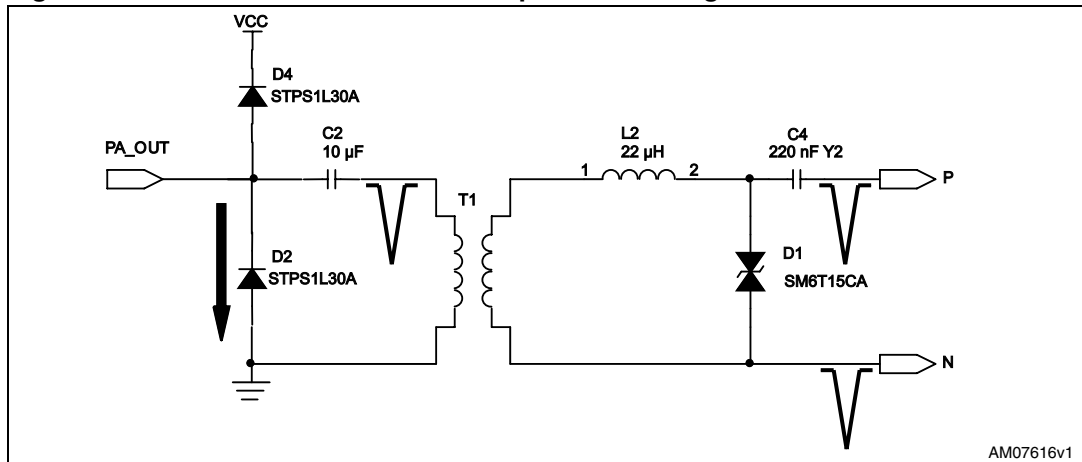 VCC
D4
STPS1L30A
PA_OUT
C2
10 µF
T1
L2
22 µH
1
2
C4
220 nF Y2
P
D2
STPS1L30A
D1
SM6T15CA
N
AM07616v1